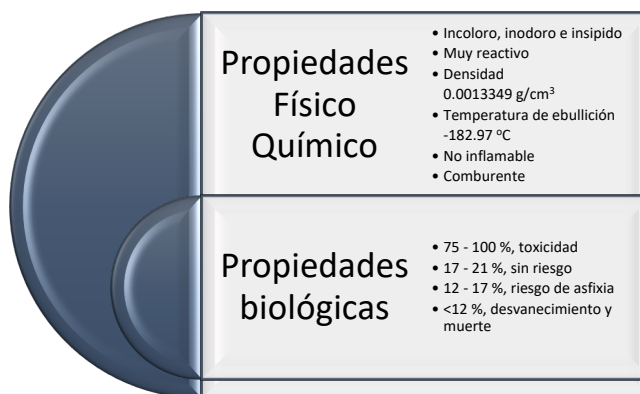 Propiedades
Físico
Químico
• Incoloro, inodoro e insipido
• Muy reactivo
• Densidad
0.0013349 g/cm³
• Temperatura de ebullición
-182.97 ºC
• No inflamable
• Comburente
Propiedades
biológicas
• 75 - 100 %, toxicidad
• 17 - 21 %, sin riesgo
• 12 - 17 %, riesgo de asfixia
• <12 %, desvanecimiento y
muerte